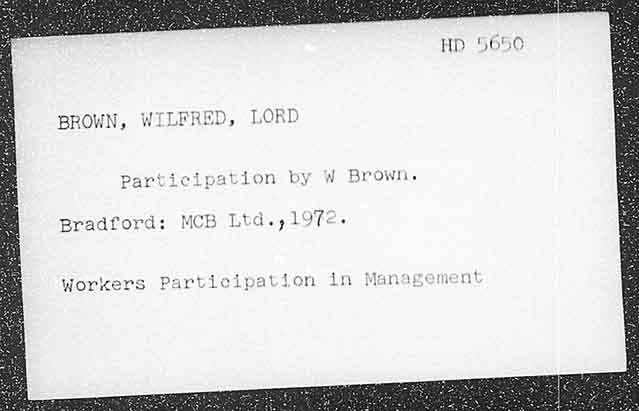 HD 5650
BROWN, WILFRED, LORD
Participation by W Brown.
Bradford: MCB Ltd.,1972.
Workers Participation in Management